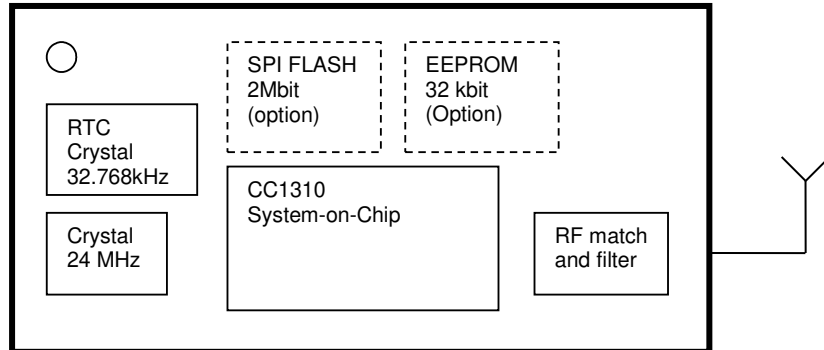 SPI FLASH
2Mbit
(option)
EEPROM
32 kbit
(Option)
RTC
Crystal
32.768kHz
CC1310
System-on-Chip
Crystal
24 MHz
RF match
and filter